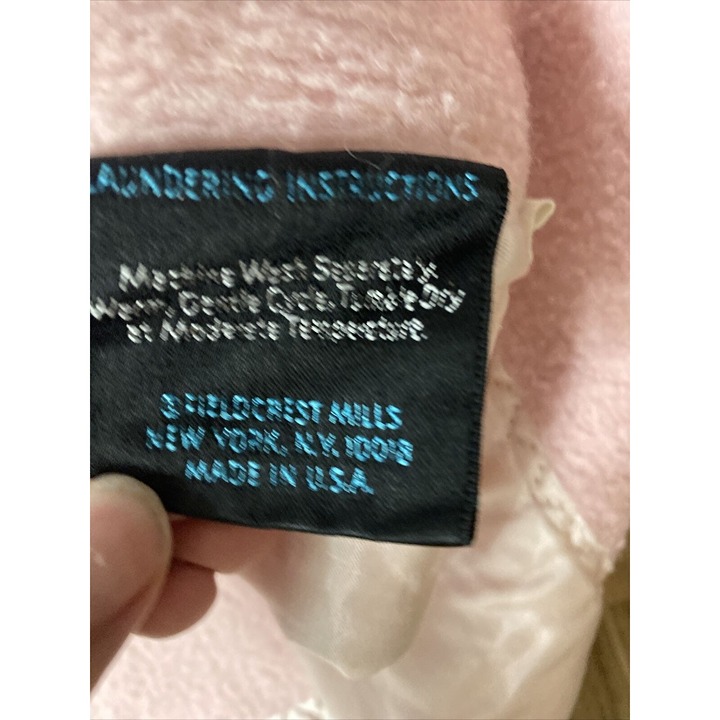 LAUNDERING INSTRUCTIONS
Machine Wash Separately,
Warm, Gentle Cycle. Tumble Dry
at Moderate Temperature.
® FIELDCREST MILLS
NEW YORK, N.Y. 10018
MADE IN U.S.A.